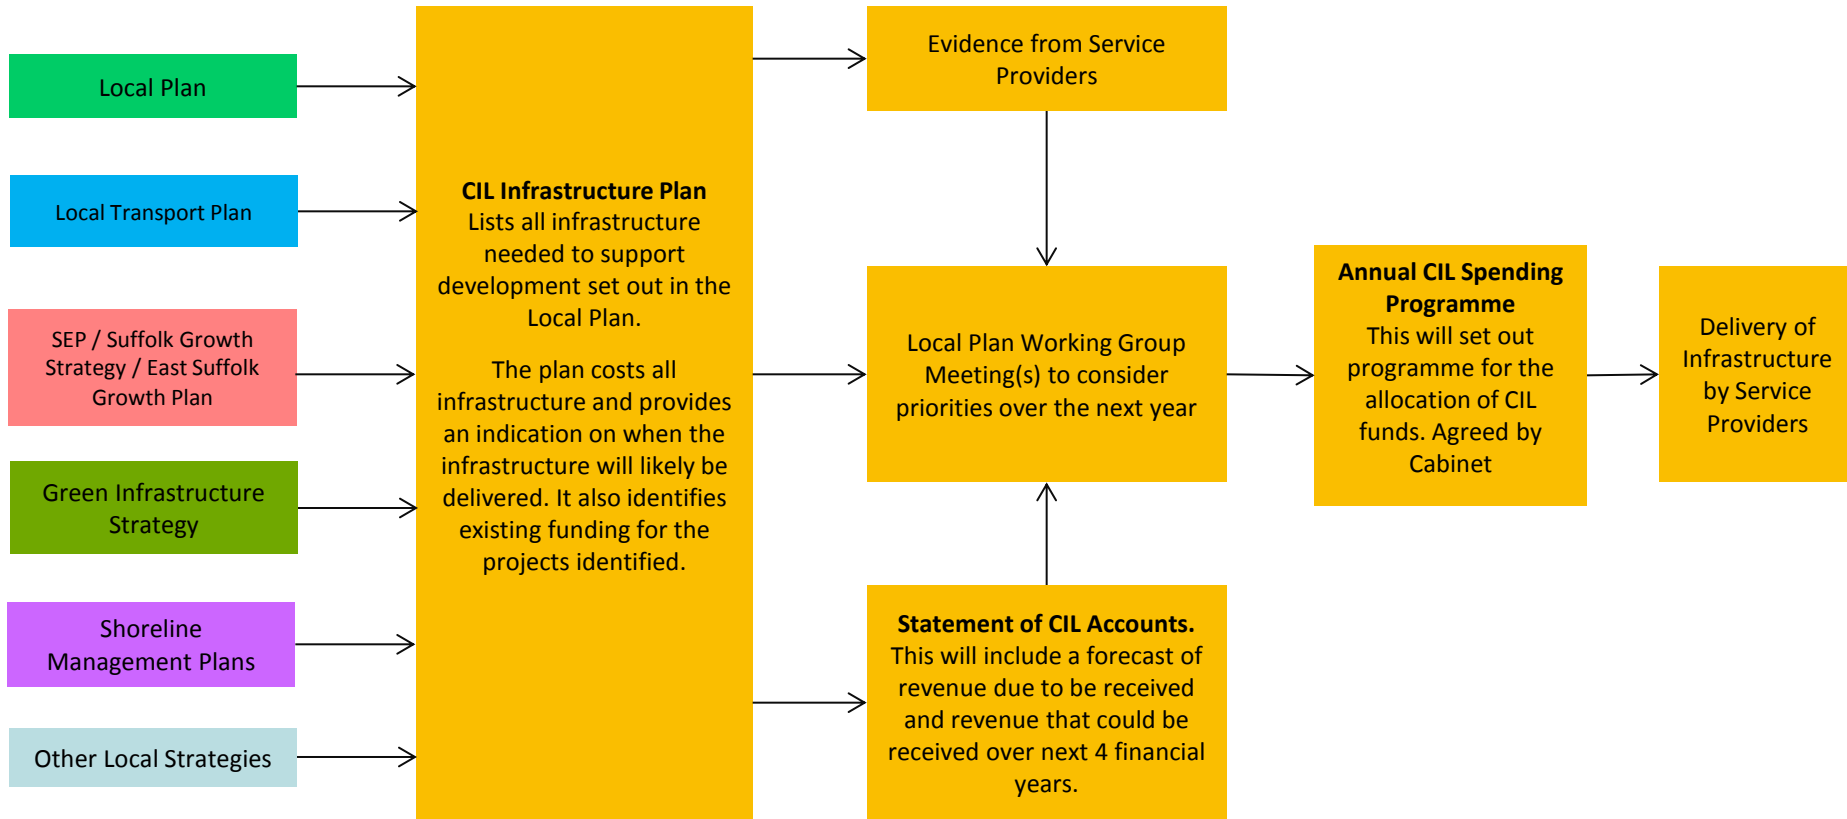 Local Plan
Local Transport Plan
SEP / Suffolk Growth
Strategy / East Suffolk
Growth Plan
Green Infrastructure
Strategy
Shoreline
Management Plans
Other Local Strategies
CIL Infrastructure Plan
Lists all infrastructure
needed to support
development set out in the
Local Plan.
The plan costs all
infrastructure and provides
an indication on when the
infrastructure will likely be
delivered. It also identifies
existing funding for the
projects identified.
Evidence from Service
Providers
Local Plan Working Group
Meeting(s) to consider
priorities over the next year
Statement of CIL Accounts.
This will include a forecast of
revenue due to be received
and revenue that could be
received over next 4 financial
years.
Annual CIL Spending
Programme
This will set out
programme for the
allocation of CIL
funds. Agreed by
Cabinet
Delivery of
Infrastructure
by Service
Providers